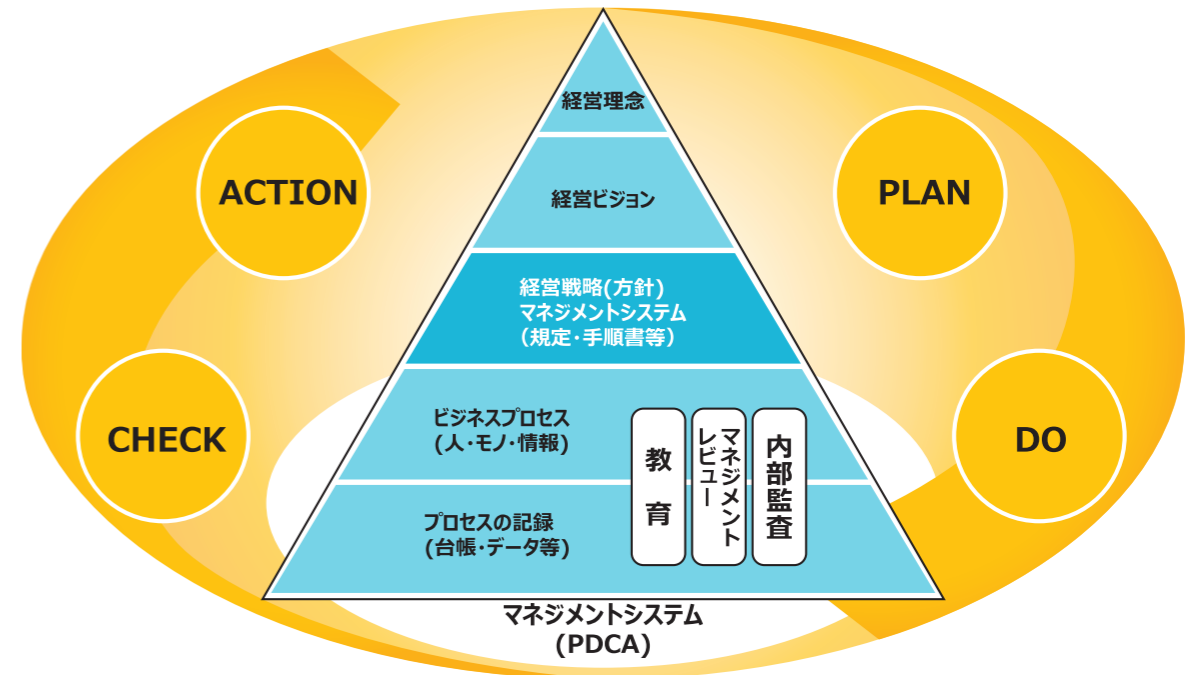 経営理念
経営ビジョン
経営戦略(方針)
マネジメントシステム
（規定・手順書等）
ビジネスプロセス
(人・モノ・情報)
プロセスの記録
(台帳・データ等)
教育
マネジメント
レビュー
内部監査
マネジメントシステム
(PDCA)
ACTION
PLAN
CHECK
DO